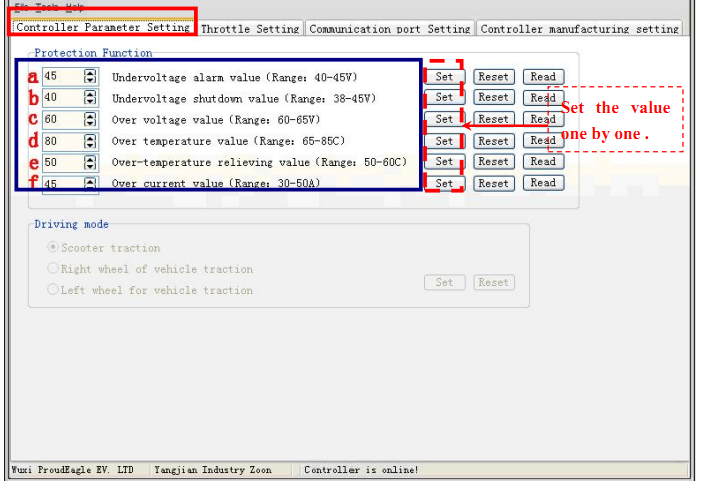 File Tools Help
Controller Parameter Setting Throttle Setting Communication port Setting Controller manufacturing setting
Protection Function
a 45 Undervoltage alarm value (Range: 40-45V) Set Reset Read
b 40 Undervoltage shutdown value (Range: 38-45V) Set Reset Read
c 60 Over voltage value (Range: 60-65V) Set Reset Read
d 80 Over temperature value (Range: 65-85C) Set Reset Read
e 50 Over-temperature relieving value (Range: 50-60C) Set Reset Read
f 45 Over current value (Range: 30-50A) Set Reset Read
Set the value
one by one .
Driving mode
Scooter traction
Right wheel of vehicle traction
Left wheel for vehicle traction
Set Reset
Wuxi ProudEagle EV. LTD Yangjian Industry Zoon Controller is online!